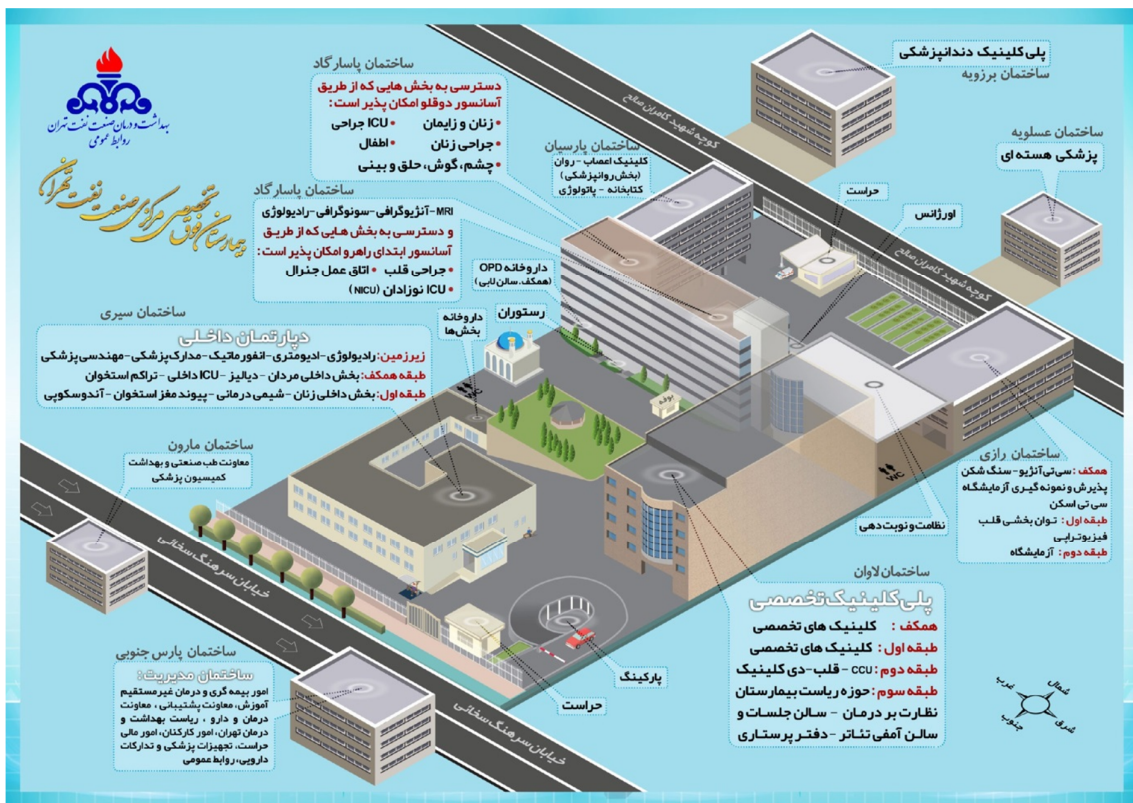 بهداشت و درمان صنعت نفت تهران
روابط عمومی
بیمارستان فوق تخصصی مرکزی صنعت نفت تهران
ساختمان پاسارگاد
دسترسی به بخش هایی که از طریق
آسانسور دوقلو امکان پذیر است :
• زنان و زایمان • ICU جراحی
• جراحی زنان • اطفال
• چشم، گوش، حلق و بینی
پلی کلینیک دندانپزشکی
ساختمان برزویه
کوچه شهید کامران صالح
ساختمان عسلویه
پزشکی هسته ای
ساختمان پارسیان
کلینیک اعصاب - روان
(بخش روانپزشکی)
کتابخانه - پاتولوژی
حراست
اورژانس
ساختمان پاسارگاد
MRI-آنژیوگرافی-سونوگرافی-رادیولوژی
و دسترسی به بخش هایی که از طریق
آسانسور ابتدای راهرو امکان پذیر است :
• جراحی قلب • اتاق عمل جنرال
• ICU نوزادان (NICU)
داروخانه OPD
(همکف، سالن لابی)
رستوران
داروخانه
بخش‌ها
کوچه شهید کامران صالح
ساختمان سیری
دپارتمان داخلی
زیرزمین: رادیولوژی-ادیومتری-انفورماتیک-مدارک پزشکی-مهندسی پزشکی
طبقه همکف: بخش داخلی مردان - دیالیز - ICU داخلی - تراکم استخوان
طبقه اول: بخش داخلی زنان - شیمی درمانی - پیوند مغز استخوان - آندوسکوپی
WC
بوفه
WC
ساختمان رازی
همکف : سی تی آنژیو - سنگ شکن
پذیرش و نمونه گیری آزمایشگاه
سی تی اسکن
طبقه اول : توان بخشی قلب
فیزیوتراپی
طبقه دوم : آزمایشگاه
نظامت و نوبت دهی
ساختمان مارون
معاونت طب صنعتی و بهداشت
کمیسیون پزشکی
خیابان سرهنگ سخائی
ساختمان لاوان
پلی کلینیک تخصصی
همکف : کلینیک های تخصصی
طبقه اول : کلینیک های تخصصی
طبقه دوم : CCU - قلب - دی کلینیک
طبقه سوم : حوزه ریاست بیمارستان
نظارت بر درمان - سالن جلسات و
سالن آمفی تئاتر - دفتر پرستاری
پارکینگ
حراست
ساختمان پارس جنوبی
ساختمان مدیریت :
امور بیمه گری و درمان غیرمستقیم
آموزش، معاونت پشتیبانی ، معاونت
درمان و دارو ، ریاست بهداشت و
درمان تهران، امور کارکنان، امور مالی
حراست، تجهیزات پزشکی و تدارکات
دارویی، روابط عمومی
خیابان سرهنگ سخائی
شمال
غرب
شرق
جنوب